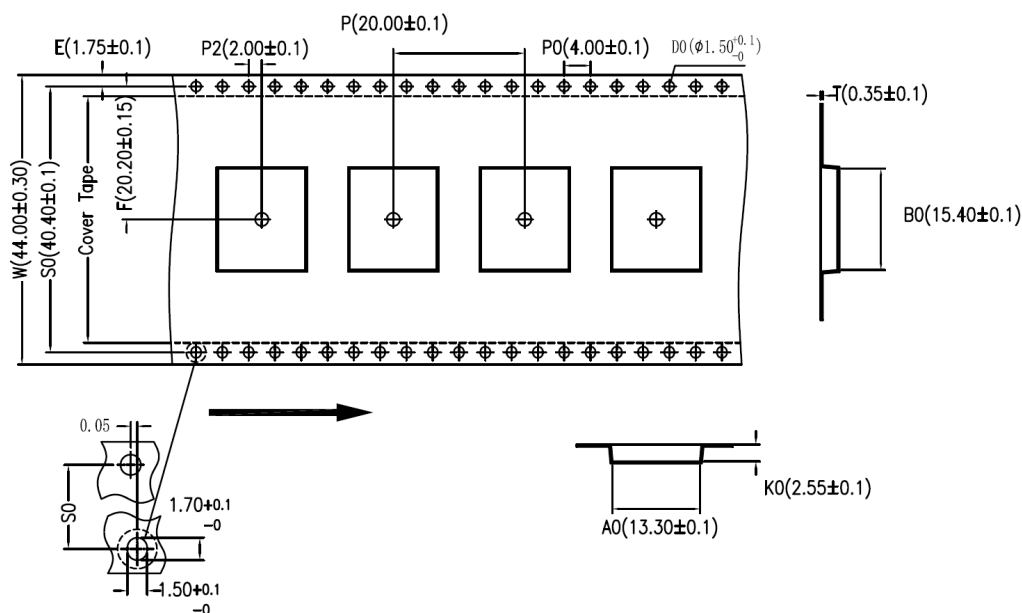 P(20.00±0.1)
E(1.75±0.1)
P2(2.00±0.1)
P0(4.00±0.1)
D0(ϕ1.50+0.1
-0)
T(0.35±0.1)
W(44.00±0.30)
S0(40.40±0.1)
Cover Tape
F(20.20±0.15)
B0(15.40±0.1)
0.05
S0
1.70+0.1
-0
1.50+0.1
-0
K0(2.55±0.1)
A0(13.30±0.1)